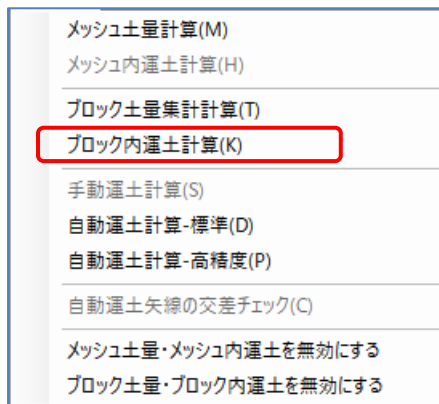 メッシュ土量計算(M)
メッシュ内運土計算(H)
ブロック土量集計計算(T)
ブロック内運土計算(K)
手動運土計算(S)
自動運土計算-標準(D)
自動運土計算-高精度(P)
自動運土矢線の交差チェック(C)
メッシュ土量・メッシュ内運土を無効にする
ブロック土量・ブロック内運土を無効にする